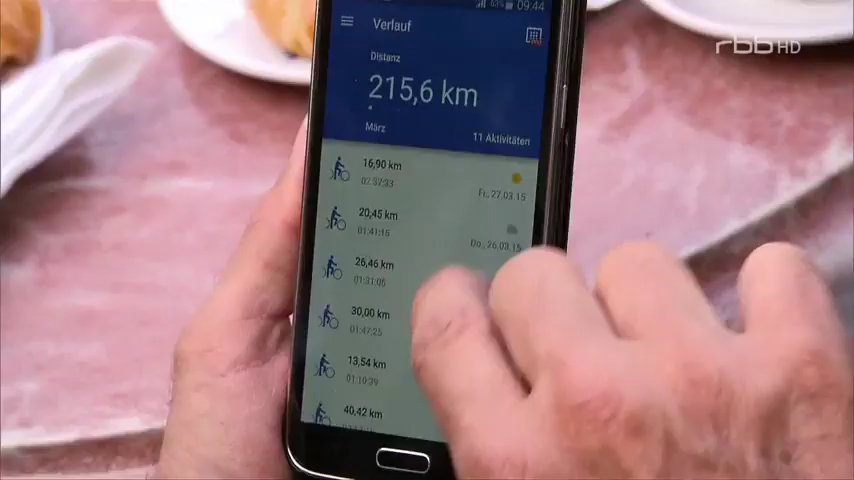 63% 09:44
Verlauf
rbb HD
Distanz
215,6 km
März 11 Aktivitäten
16,90 km
02:37:33 Fr., 27.03.15
20,45 km
01:41:15 Do., 26.03.15
26,46 km
01:31:06
30,00 km
01:47:25
13,54 km
01:10:39
40,42 km